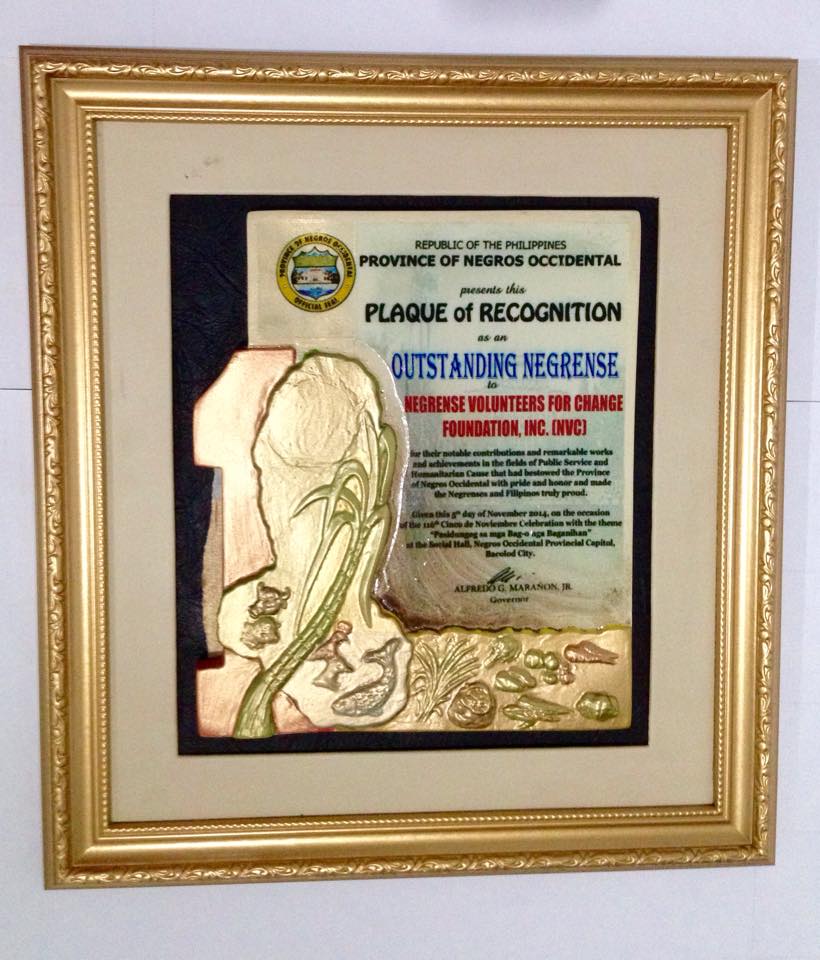 PROVINCE OF NEGROS OCCIDENTAL
OFFICIAL SEAL
REPUBLIC OF THE PHILIPPINES
PROVINCE OF NEGROS OCCIDENTAL
presents this
PLAQUE of RECOGNITION
as an
OUTSTANDING NEGRENSE
to
NEGRENSE VOLUNTEERS FOR CHANGE
FOUNDATION, INC. (NVC)
for their notable contributions and remarkable works
and achievements in the fields of Public Service and
Humanitarian Cause that had bestowed the Province
of Negros Occidental with pride and honor and made
the Negrenses and Filipinos truly proud.
Given this 5th day of November 2014, on the occasion
of the 116th Cinco de Noviembre Celebration with the theme
"Pasidungog sa mga Bag-o nga Baganihan"
at the Social Hall, Negros Occidental Provincial Capitol,
Bacolod City.
ALFREDO G. MARAÑON, JR.
Governor